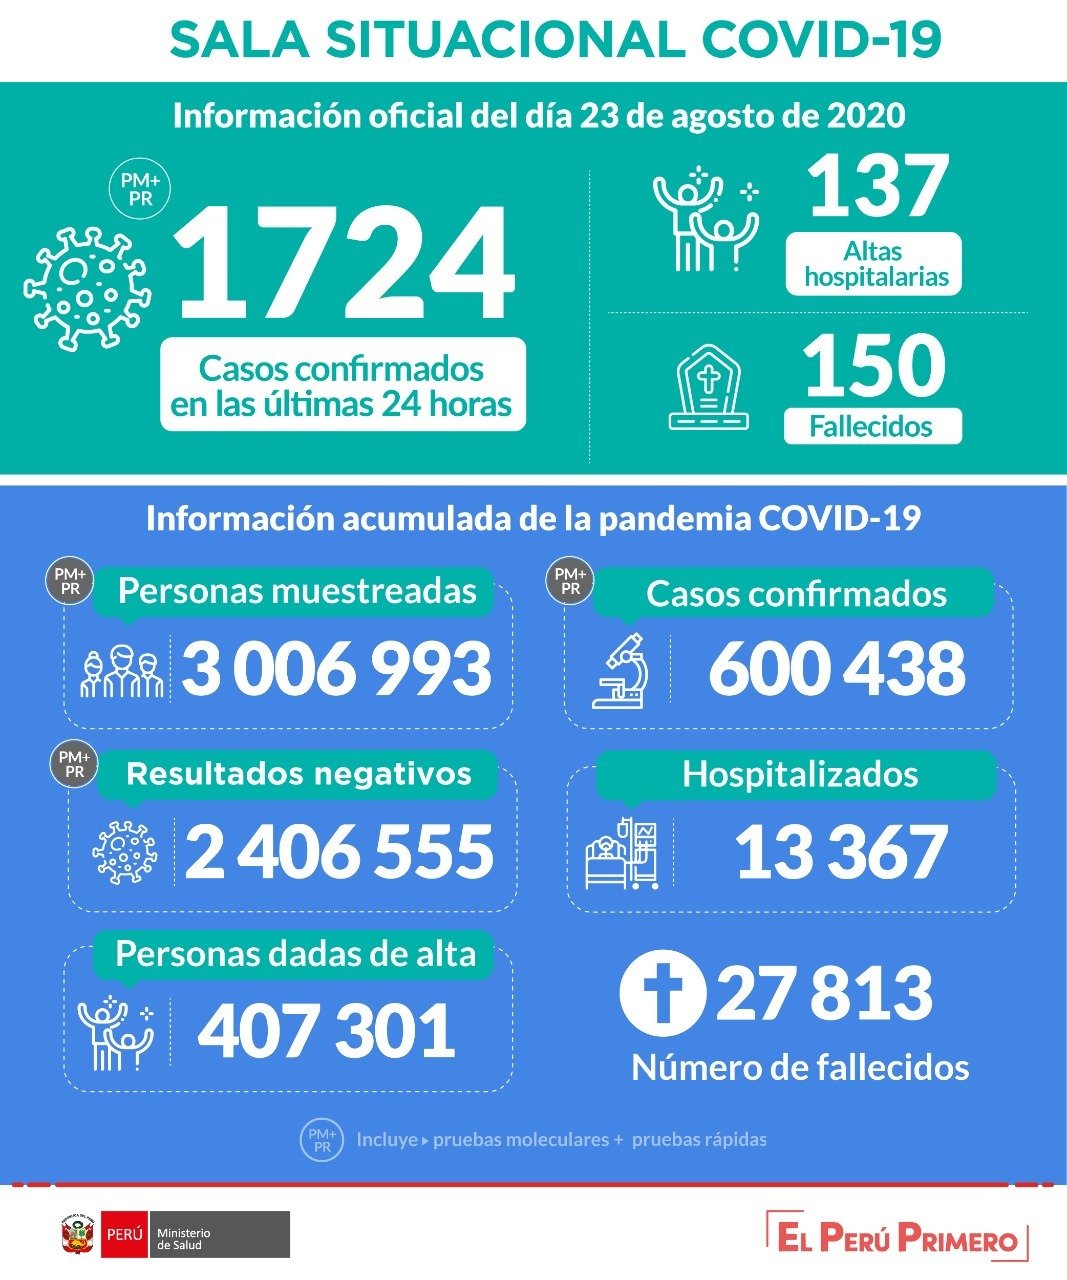 SALA SITUACIONAL COVID-19
Información oficial del día 23 de agosto de 2020
PM+
PR
1724
Casos confirmados
en las últimas 24 horas
137
Altas
hospitalarias
150
Fallecidos
Información acumulada de la pandemia COVID-19
PM+
PR
Personas muestreadas
3 006 993
PM+
PR
Casos confirmados
600 438
PM+
PR
Resultados negativos
2 406 555
Hospitalizados
13 367
Personas dadas de alta
407 301
27 813
Número de fallecidos
PM+
PR
Incluye ▸ pruebas moleculares + pruebas rápidas
PERÚ
Ministerio
de Salud
EL PERÚ PRIMERO